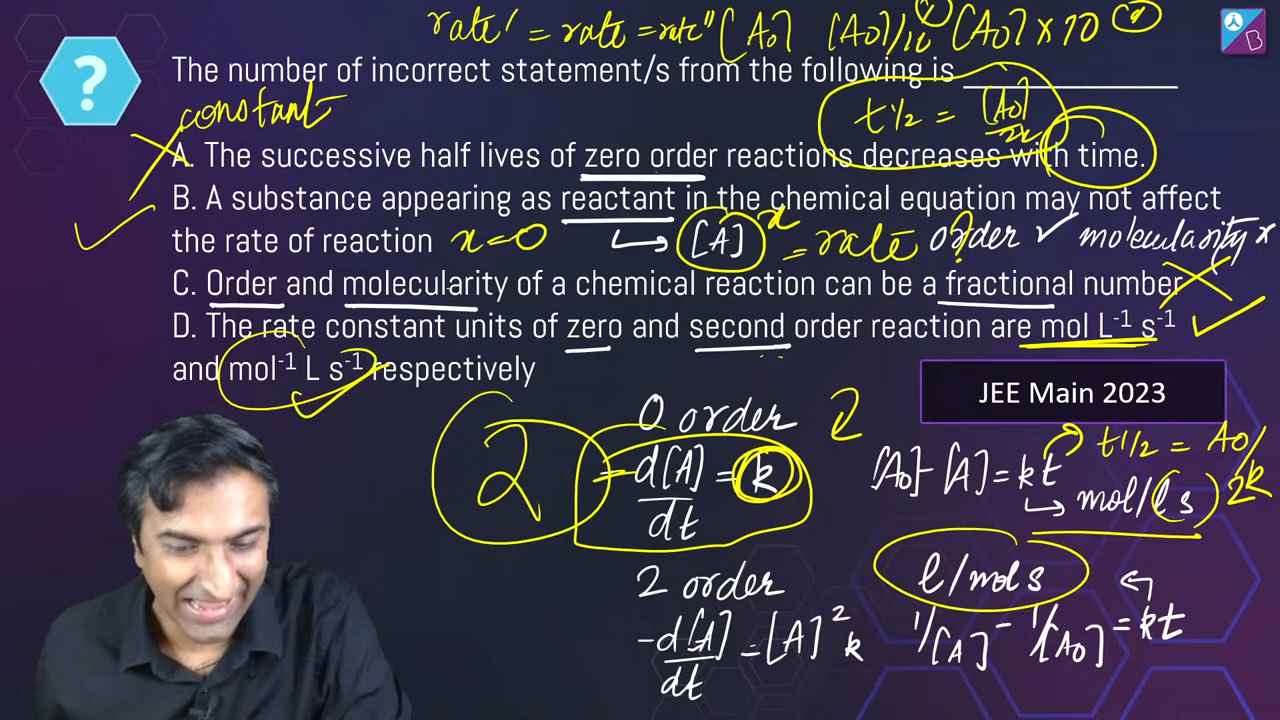 rate' = rate = rate" [A₀] [A₀]/10 [A₀] × 10
?
The number of incorrect statement/s from the following is ____________
constant
t½ = [A₀]/2k
A. The successive half lives of zero order reactions decreases with time.
B. A substance appearing as reactant in the chemical equation may not affect
the rate of reaction x=0 → [A]ˣ = rate order ✓ molecularity ×
?
C. Order and molecularity of a chemical reaction can be a fractional number
D. The rate constant units of zero and second order reaction are mol L⁻¹ s⁻¹
and mol⁻¹ L s⁻¹ respectively
JEE Main 2023
0 order
2
= d[A]/dt = k
[A₀]-[A] = kt
t½ = A₀/2k
mol/l s
2 order
l/mol s
-d[A]/dt = [A]² k
1/[A] - 1/[A₀] = kt